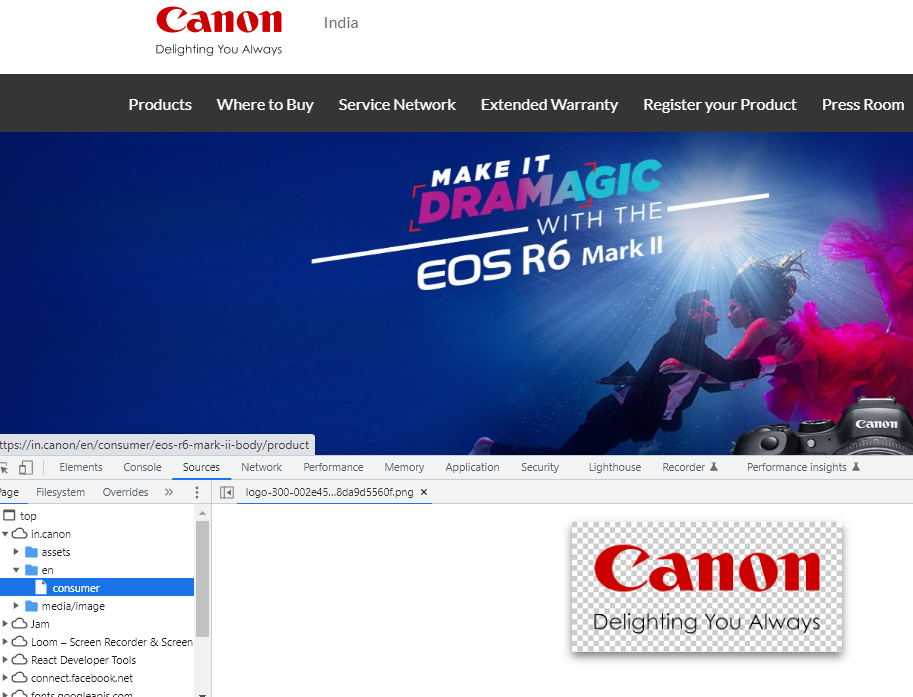 Canon
India
Delighting You Always
Products Where to Buy Service Network Extended Warranty Register your Product Press Room
MAKE IT
DRAMAGIC
WITH THE
EOS R6 Mark II
Canon
ttps://in.canon/en/consumer/eos-r6-mark-ii-body/product
Elements Console Sources Network Performance Memory Application Security Lighthouse Recorder Performance insights
Page Filesystem Overrides » logo-300-002e45...8da9d5560f.png ×
top
in.canon
assets
en
consumer
media/image
Jam
Loom – Screen Recorder & Screen
React Developer Tools
connect.facebook.net
fonts.googleapis.com
Canon
Delighting You Always